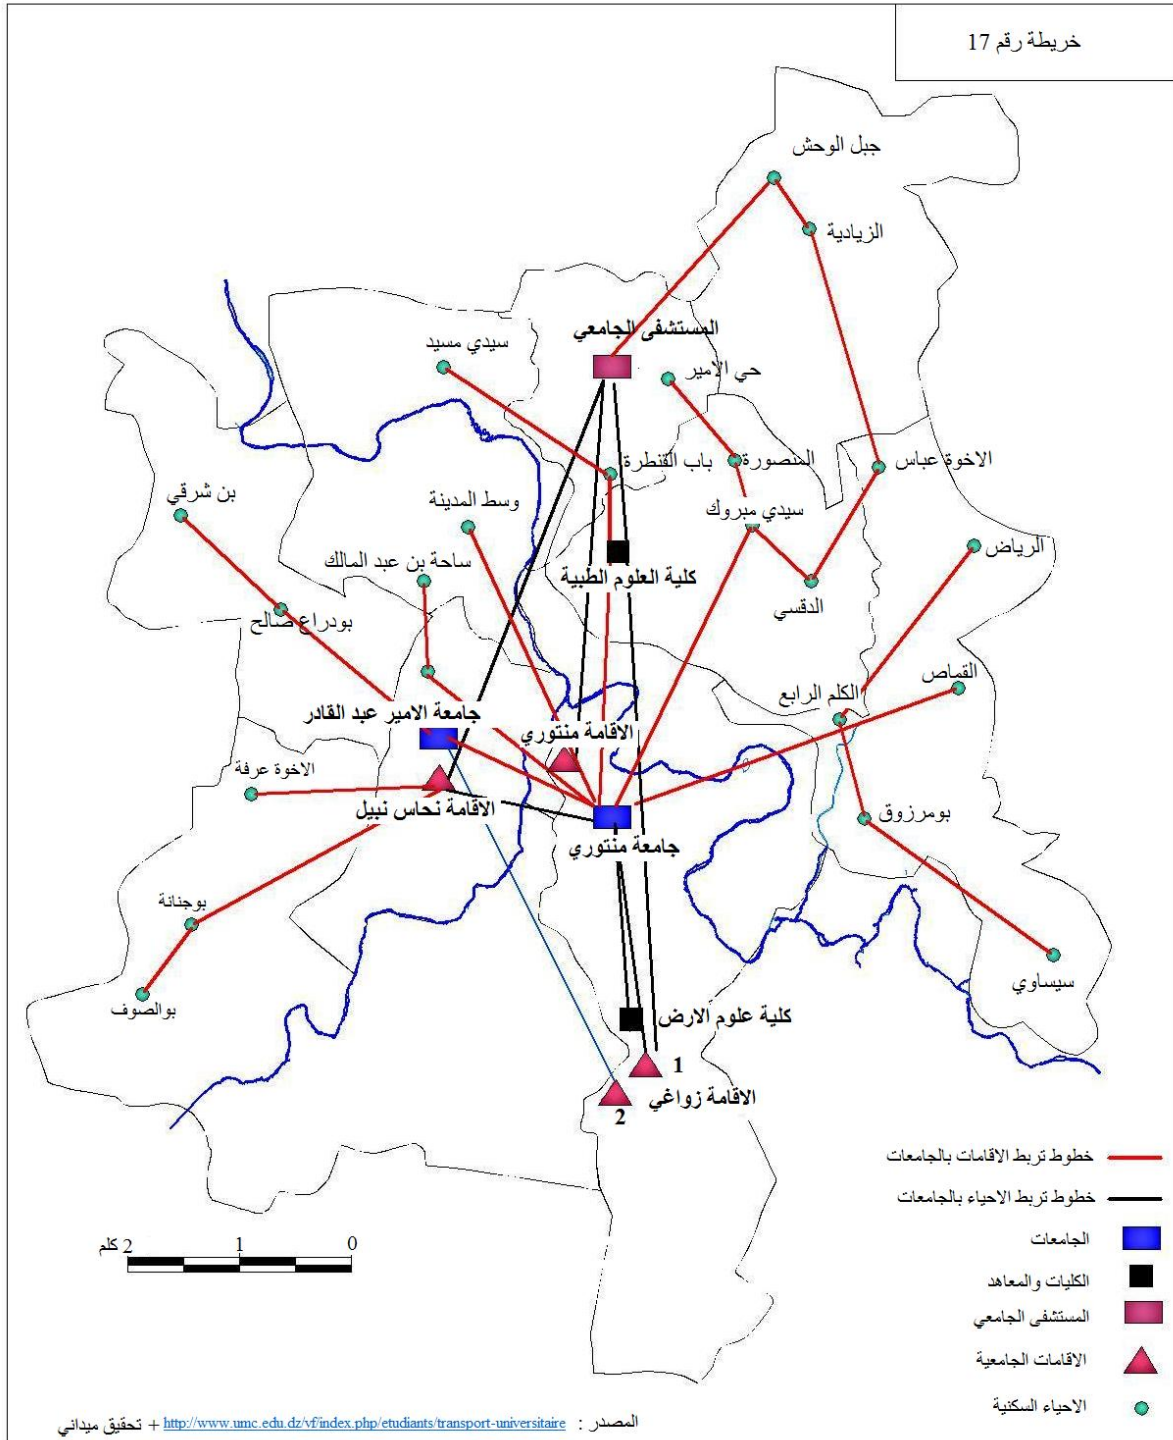 خريطة رقم 17
جبل الوحش
الزيادية
المستشفى الجامعي
سيدي مسيد
حي الامير
باب القنطرة
المنصورة
الاخوة عباس
بن شرقي
وسط المدينة
سيدي مبروك
الرياض
ساحة بن عبد المالك
كلية العلوم الطبية
الدقسي
بودراع صالح
القماص
الكلم الرابع
جامعة الامير عبد القادر
الاقامة منتوري
الاخوة عرفة
الاقامة نحاس نبيل
بومرزوق
جامعة منتوري
بوجنانة
سيساوي
بوالصوف
كلية علوم الارض
1
الاقامة زواغي
2
خطوط تربط الاقامات بالجامعات
خطوط تربط الاحياء بالجامعات
الجامعات
الكليات والمعاهد
المستشفى الجامعي
الاقامات الجامعية
الاحياء السكنية
0 1 2 كلم
المصدر : http://www.umc.edu.dz/vf/index.php/etudiants/transport-universitaire + تحقيق ميداني